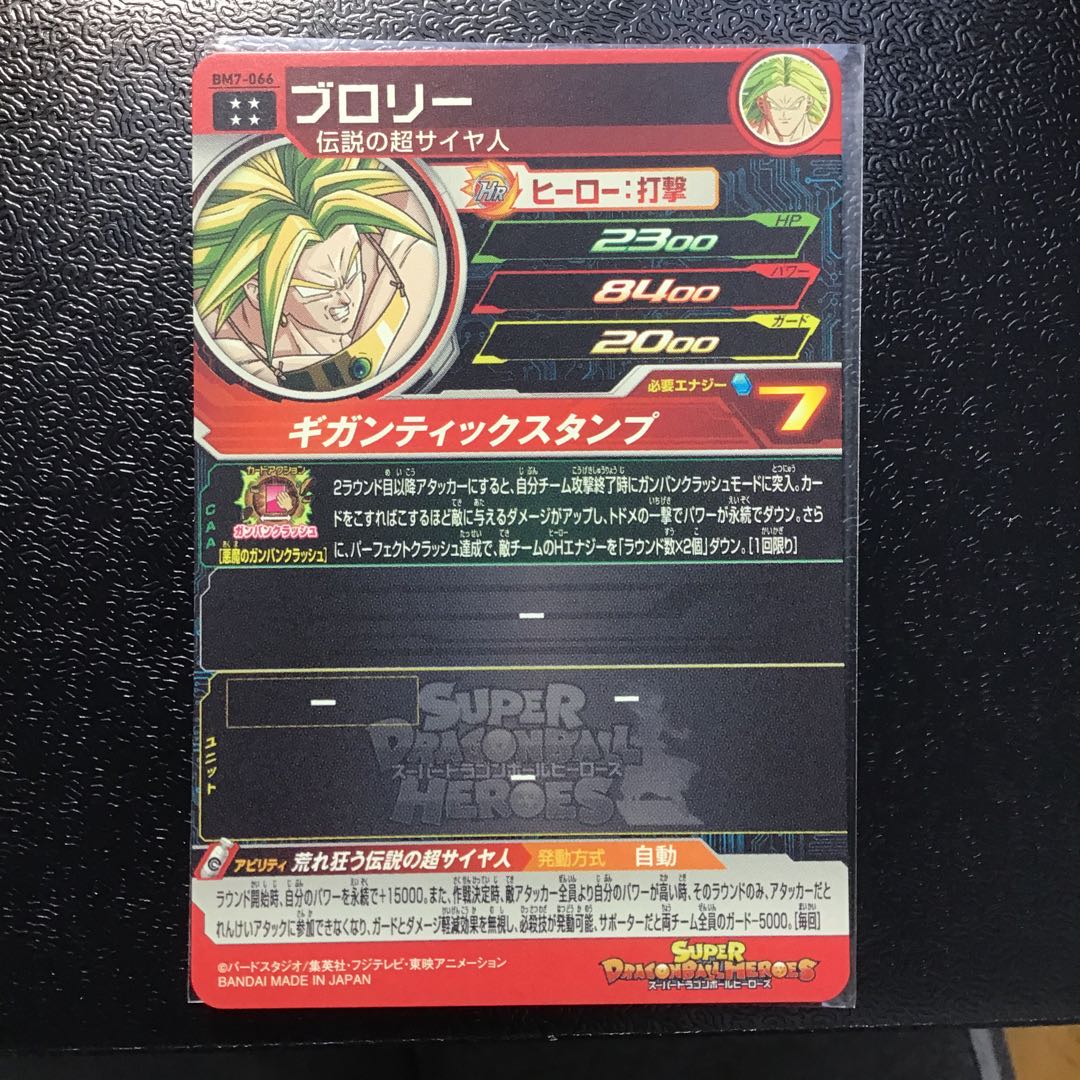 BM7-066
ブロリー
伝説の超サイヤ人
HR
ヒーロー:打撃
HP
2300
パワー
8400
ガード
2000
必要エナジー
7
ギガンティックスタンプ
CAA
カードアクション
ガンバンクラッシュ
[悪魔のガンバンクラッシュ]
2ラウンド目以降アタッカーにすると、自分チーム攻撃終了時にガンバンクラッシュモードに突入。カー
ドをこすればこするほど敵に与えるダメージがアップし、トドメの一撃でパワーが永続でダウン。さら
に、パーフェクトクラッシュ達成で、敵チームのHエナジーを「ラウンド数×2個」ダウン。[1回限り]
ー
ユニット
ー
ー
ー
SUPER
DRAGONBALL
スーパードラゴンボールヒーローズ
HEROES
アビリティ 荒れ狂う伝説の超サイヤ人 発動方式 自動
ラウンド開始時、自分のパワーを永続で+15000。また、作戦決定時、敵アタッカー全員より自分のパワーが高い時、そのラウンドのみ、アタッカーだと
れんけいアタックに参加できなくなり、ガードとダメージ軽減効果を無視し、必殺技が発動可能、サポーターだと両チーム全員のガード-5000。[毎回]
©バードスタジオ/集英社・フジテレビ・東映アニメーション
BANDAI MADE IN JAPAN
SUPER
DRAGONBALL HEROES
スーパードラゴンボールヒーローズ